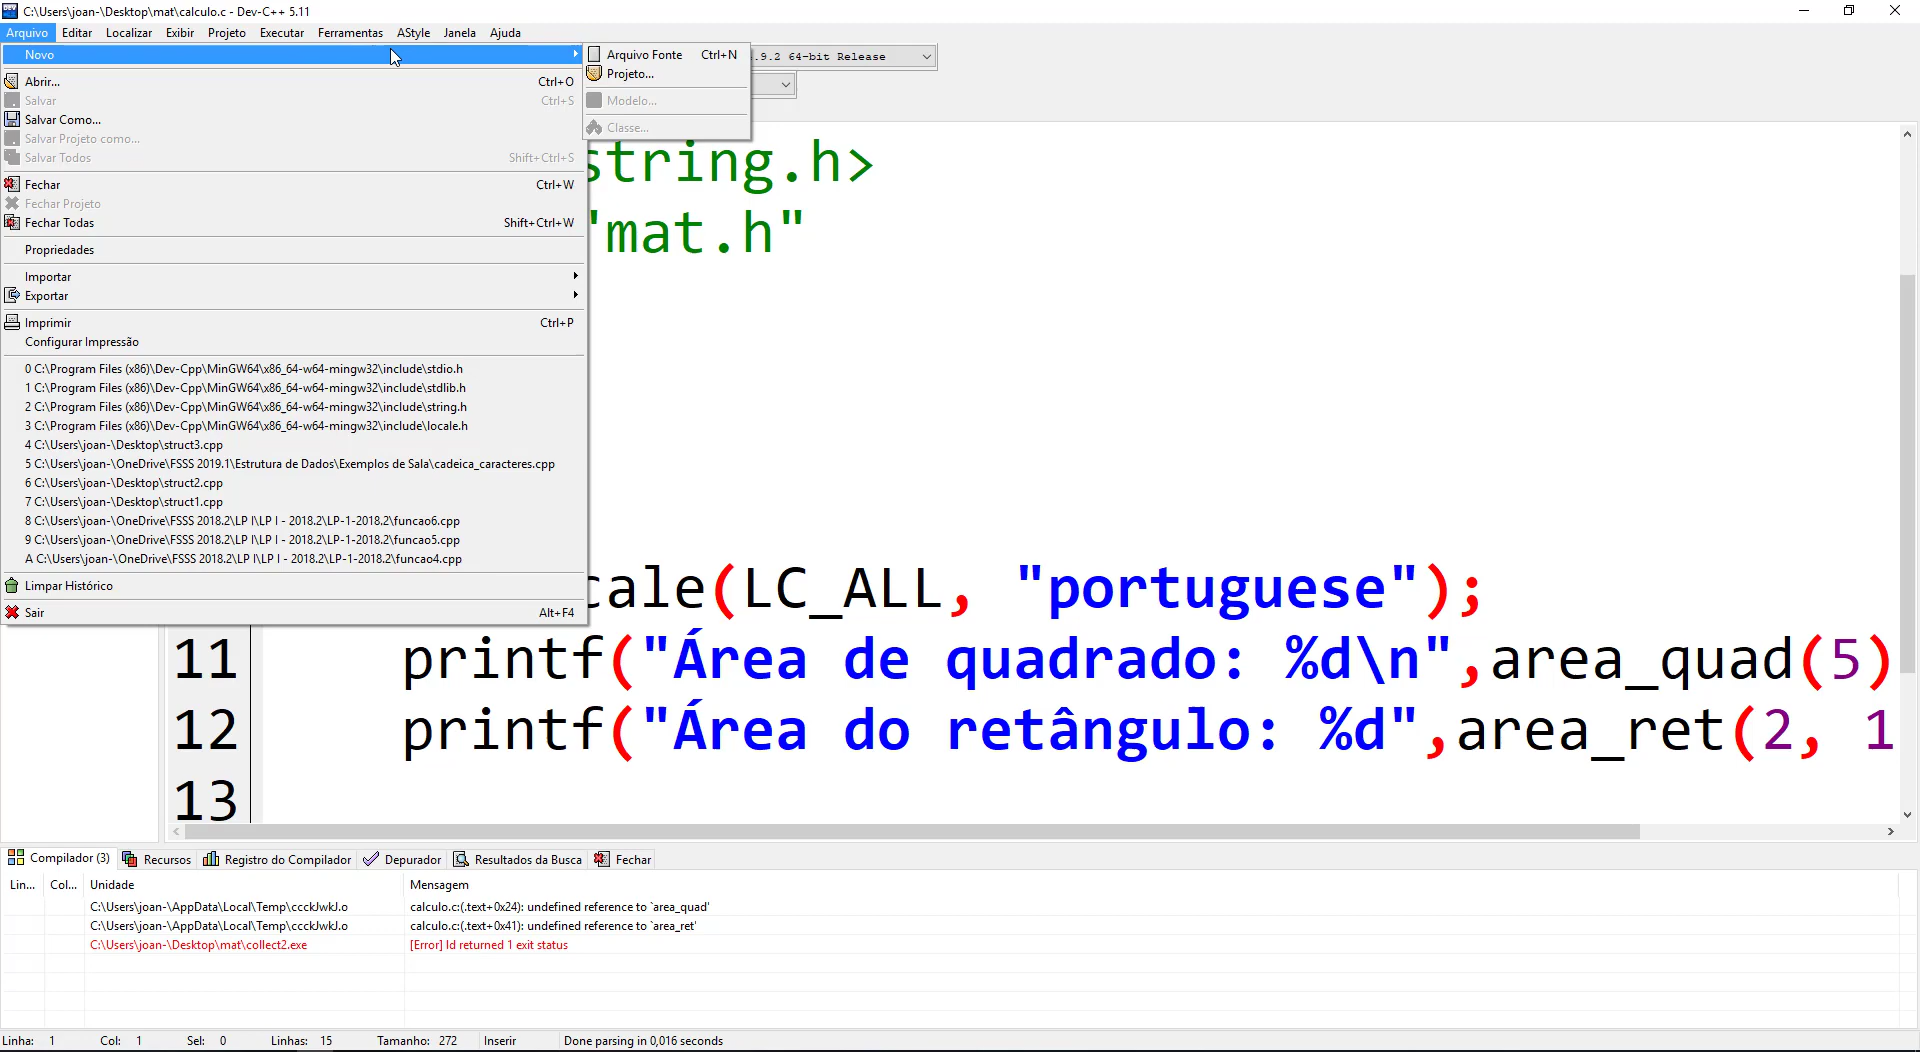 C:\Users\joan-\Desktop\mat\calculo.c - Dev-C++ 5.11
Arquivo Editar Localizar Exibir Projeto Executar Ferramentas AStyle Janela Ajuda
Novo
Arquivo Fonte Ctrl+N
.9.2 64-bit Release
Projeto...
Abrir... Ctrl+O
Salvar Ctrl+S
Modelo...
Salvar Como...
Classe...
Salvar Projeto como...
Salvar Todos Shift+Ctrl+S
string.h>
Fechar Ctrl+W
Fechar Projeto
Fechar Todas Shift+Ctrl+W
"mat.h"
Propriedades
Importar
Exportar
Imprimir Ctrl+P
Configurar Impressão
0 C:\Program Files (x86)\Dev-Cpp\MinGW64\x86_64-w64-mingw32\include\stdio.h
1 C:\Program Files (x86)\Dev-Cpp\MinGW64\x86_64-w64-mingw32\include\stdlib.h
2 C:\Program Files (x86)\Dev-Cpp\MinGW64\x86_64-w64-mingw32\include\string.h
3 C:\Program Files (x86)\Dev-Cpp\MinGW64\x86_64-w64-mingw32\include\locale.h
4 C:\Users\joan-\Desktop\struct3.cpp
5 C:\Users\joan-\OneDrive\FSSS 2019.1\Estrutura de Dados\Exemplos de Sala\cadeica_caracteres.cpp
6 C:\Users\joan-\Desktop\struct2.cpp
7 C:\Users\joan-\Desktop\struct1.cpp
8 C:\Users\joan-\OneDrive\FSSS 2018.2\LP I\LP I - 2018.2\LP-1-2018.2\funcao6.cpp
9 C:\Users\joan-\OneDrive\FSSS 2018.2\LP I\LP I - 2018.2\LP-1-2018.2\funcao5.cpp
A C:\Users\joan-\OneDrive\FSSS 2018.2\LP I\LP I - 2018.2\LP-1-2018.2\funcao4.cpp
Limpar Histórico
cale(LC_ALL, "portuguese");
Sair Alt+F4
11 printf("Área de quadrado: %d\n",area_quad(5)
12 printf("Área do retângulo: %d",area_ret(2, 1
13
Compilador (3) Recursos Registro do Compilador Depurador Resultados da Busca Fechar
Lin... Col... Unidade Mensagem
C:\Users\joan-\AppData\Local\Temp\ccckJwkJ.o calculo.c:(.text+0x24): undefined reference to `area_quad'
C:\Users\joan-\AppData\Local\Temp\ccckJwkJ.o calculo.c:(.text+0x41): undefined reference to `area_ret'
C:\Users\joan-\Desktop\mat\collect2.exe [Error] ld returned 1 exit status
Linha: 1 Col: 1 Sel: 0 Linhas: 15 Tamanho: 272 Inserir Done parsing in 0,016 seconds